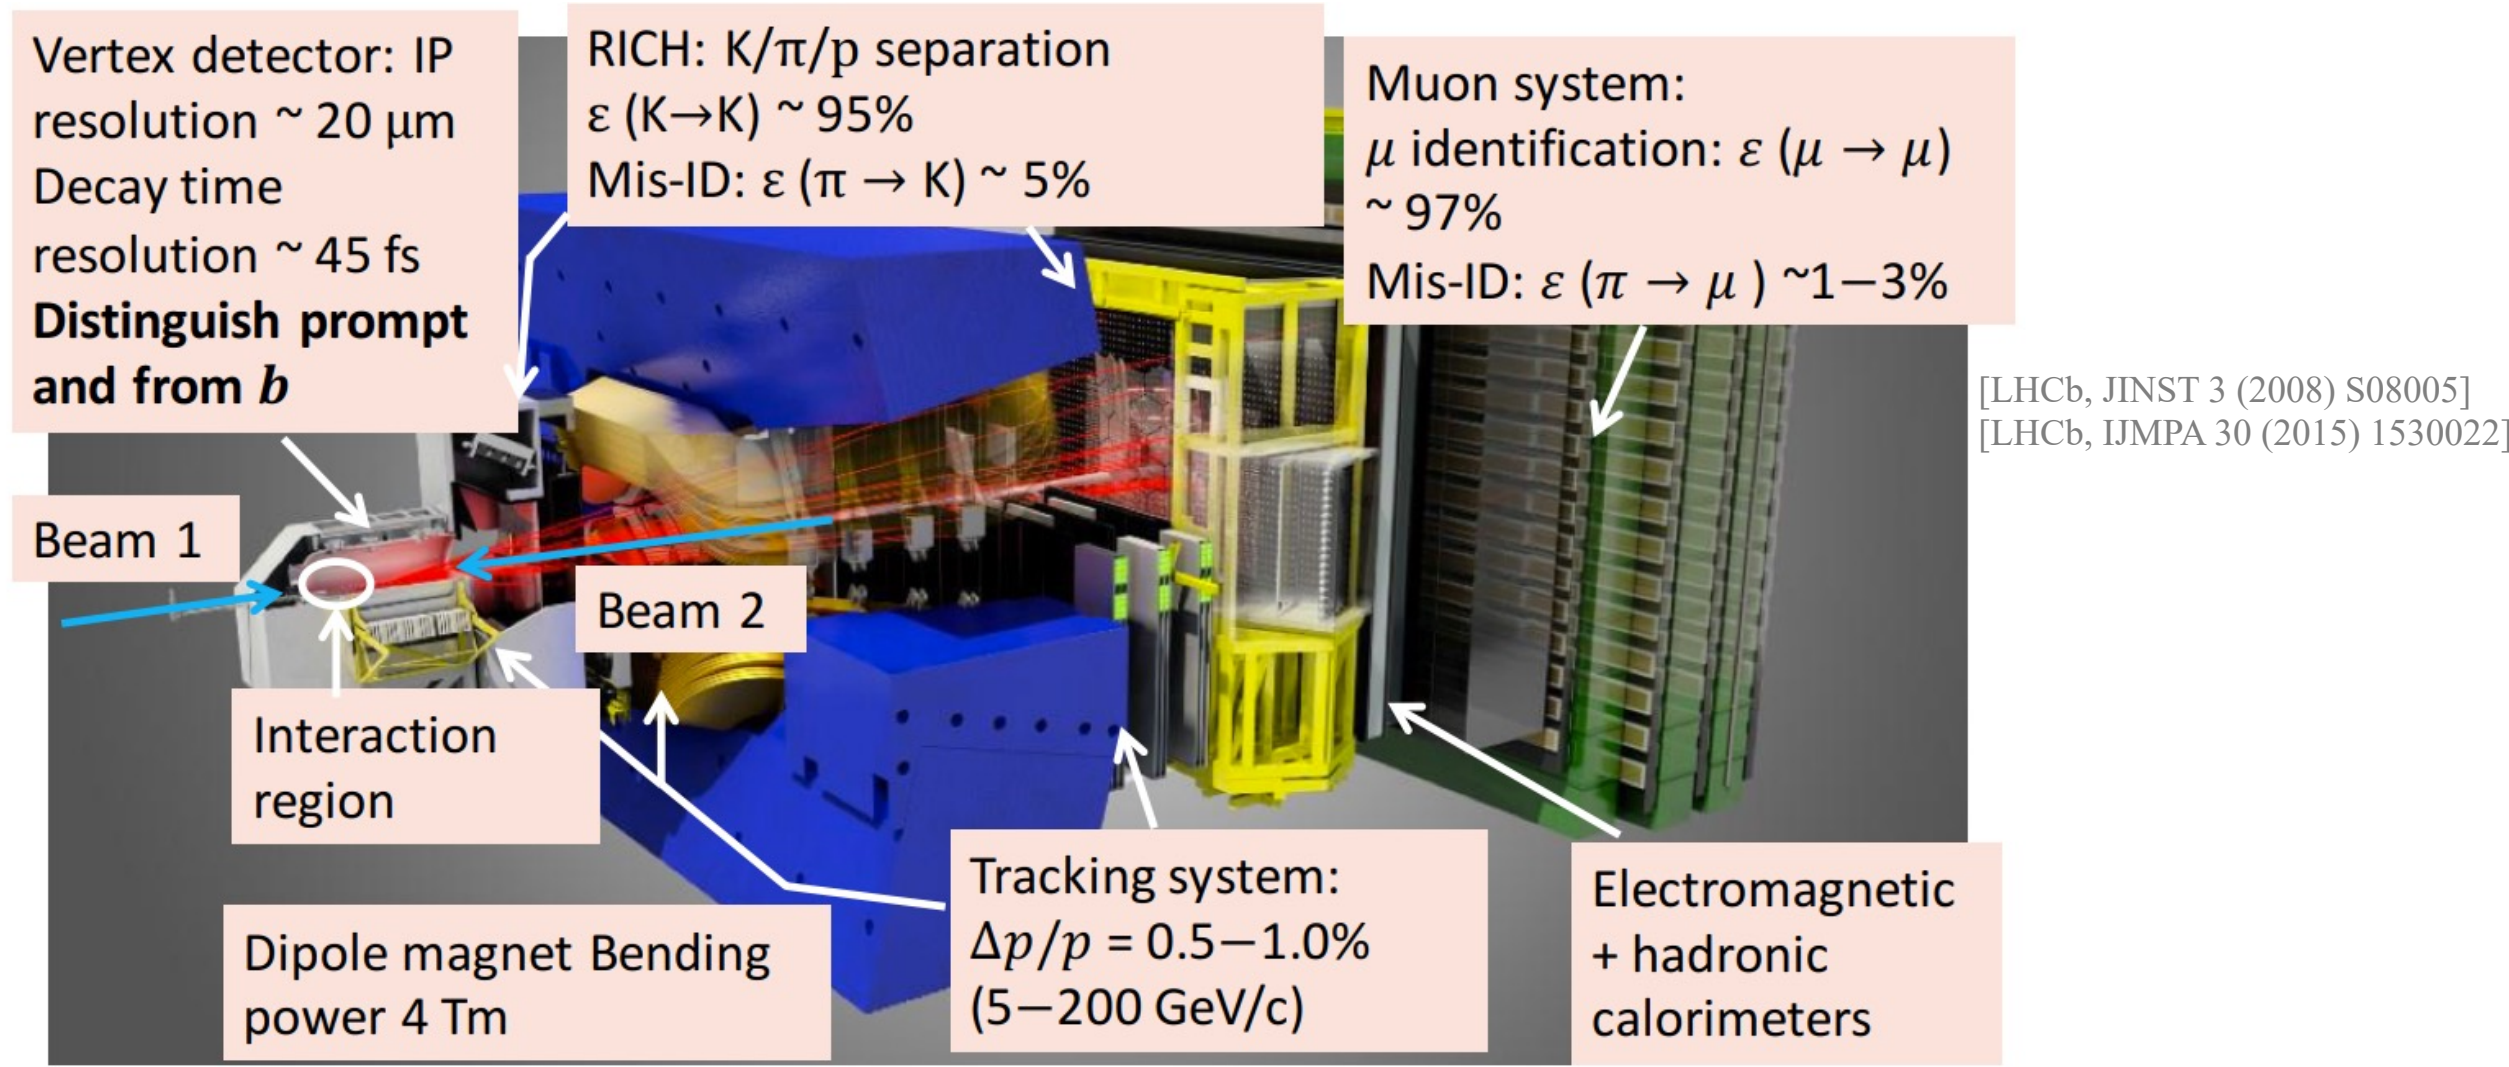 Vertex detector: IP
resolution ~ 20 μm
Decay time
resolution ~ 45 fs
Distinguish prompt
and from b
RICH: K/π/p separation
ε (K→K) ~ 95%
Mis-ID: ε (π → K) ~ 5%
Muon system:
μ identification: ε (μ → μ)
~ 97%
Mis-ID: ε (π → μ ) ~1−3%
[LHCb, JINST 3 (2008) S08005]
[LHCb, IJMPA 30 (2015) 1530022]
Beam 1
Beam 2
Interaction
region
Dipole magnet Bending
power 4 Tm
Tracking system:
Δp/p = 0.5−1.0%
(5−200 GeV/c)
Electromagnetic
+ hadronic
calorimeters